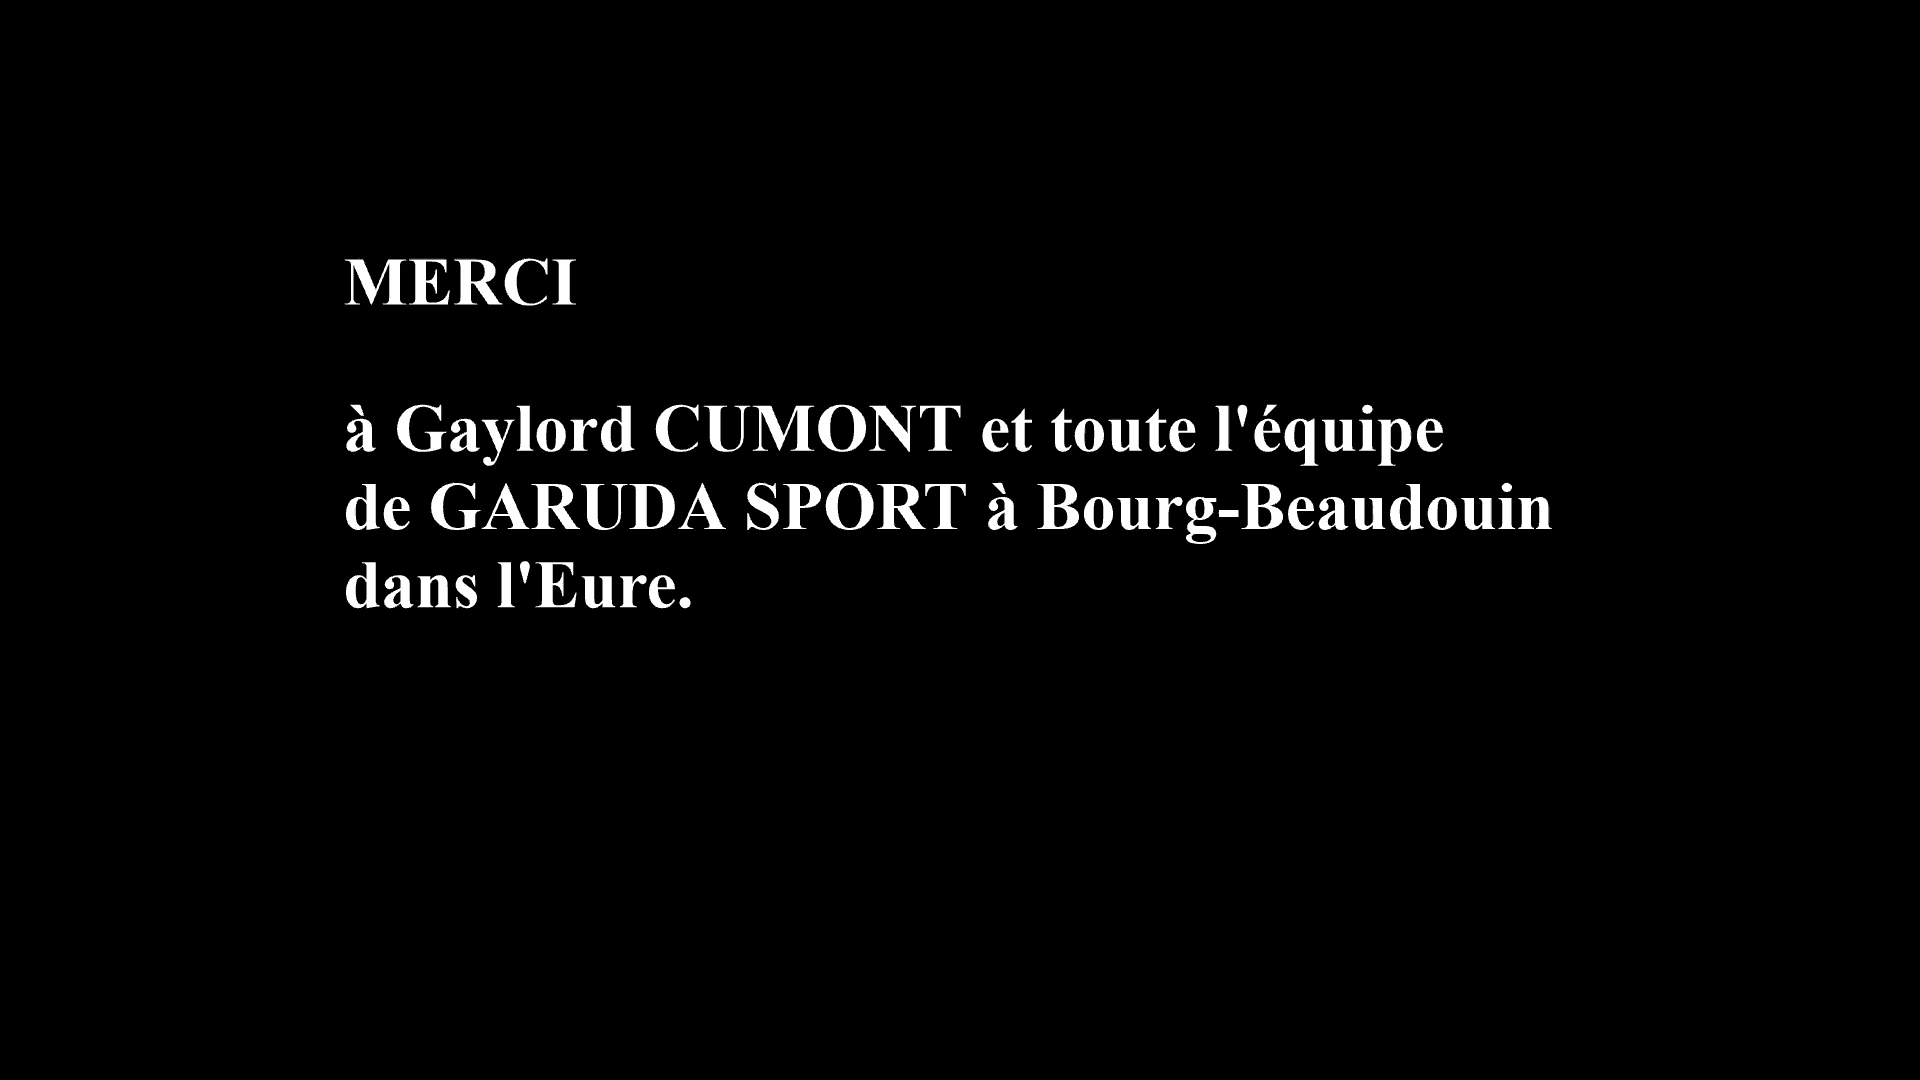 MERCI
à Gaylord CUMONT et toute l'équipe
de GARUDA SPORT à Bourg-Beaudouin
dans l'Eure.